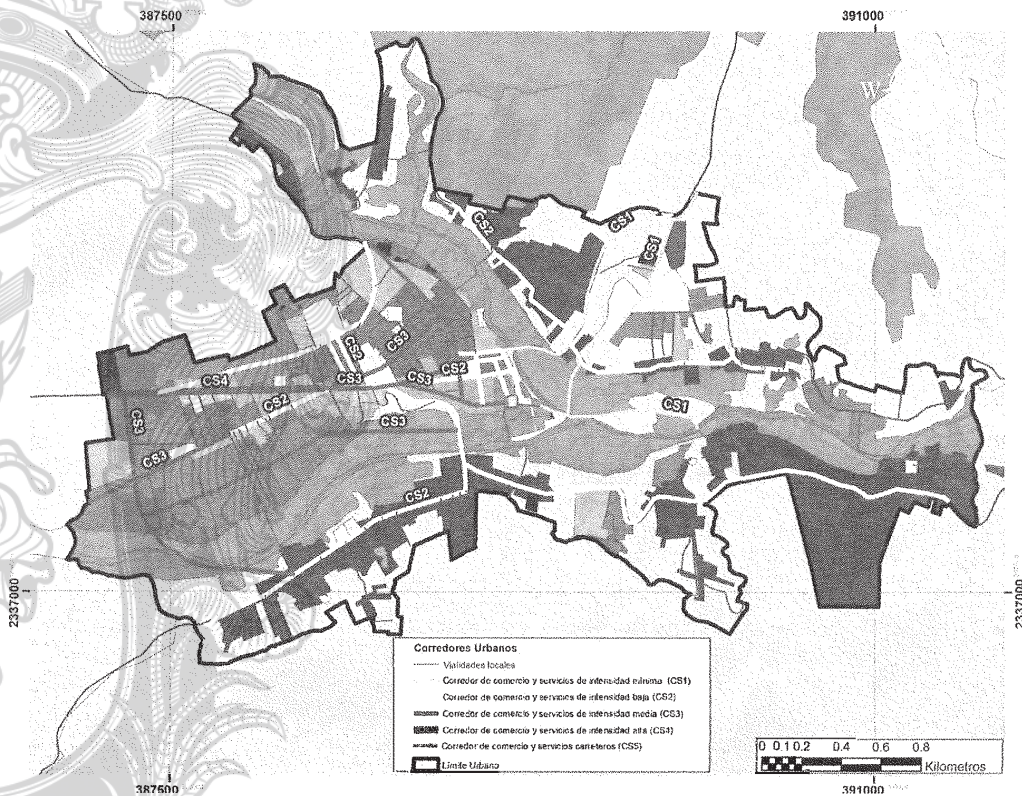 387500 391000
CS2 CS1
CS1
CS3
CS3
CS3 CS2
CS4
CS2
CS1
CS3
CS3
CS2
2337000 2337000
Corredores Urbanos
Vialidades locales
Corredor de comercio y servicios de intensidad mínima (CS1)
Corredor de comercio y servicios de intensidad baja (CS2)
Corredor de comercio y servicios de intensidad media (CS3)
Corredor de comercio y servicios de intensidad alta (CS4)
Corredor de comercio y servicios carreteros (CS5)
Límite Urbano
0 0.1 0.2 0.4 0.6 0.8
Kilometros
387500 391000